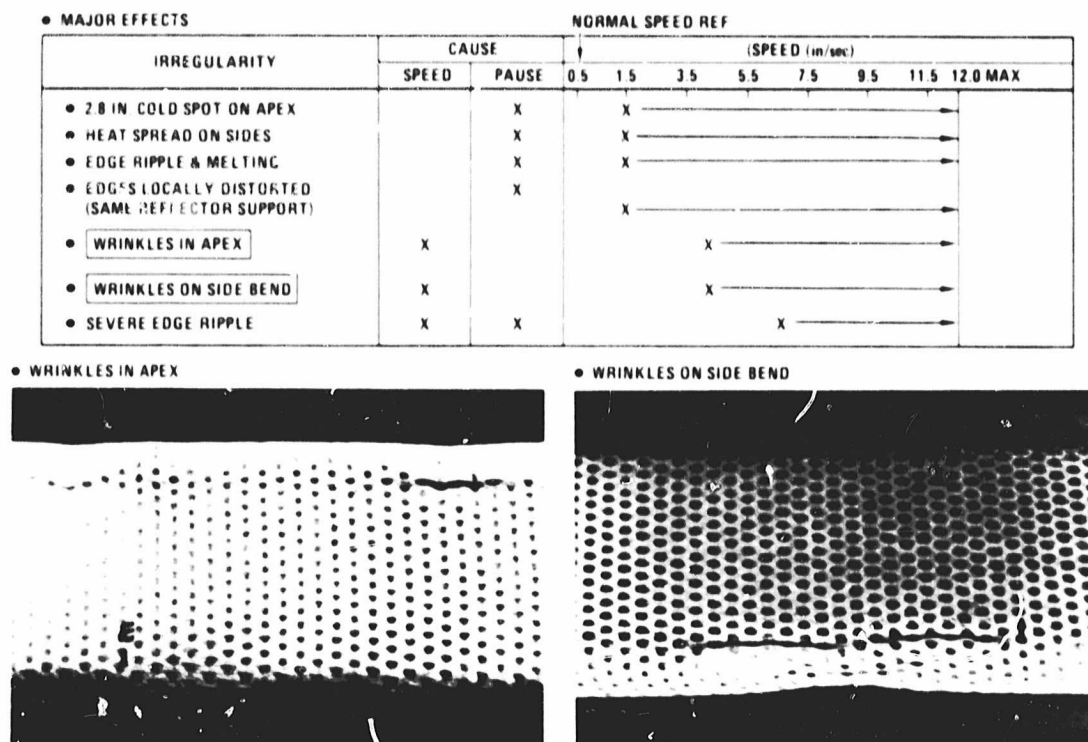 • MAJOR EFFECTS
NORMAL SPEED REF
IRREGULARITY
CAUSE
(SPEED (in/sec)
SPEED PAUSE 0.5 1.5 3.5 5.5 7.5 9.5 11.5 12.0 MAX
• 2.8 IN. COLD SPOT ON APEX X X
• HEAT SPREAD ON SIDES X X
• EDGE RIPPLE & MELTING X X
• EDGES LOCALLY DISTORTED X
(SAME REFLECTOR SUPPORT) X
• WRINKLES IN APEX X X
• WRINKLES ON SIDE BEND X X
• SEVERE EDGE RIPPLE X X X
• WRINKLES IN APEX
• WRINKLES ON SIDE BEND
E